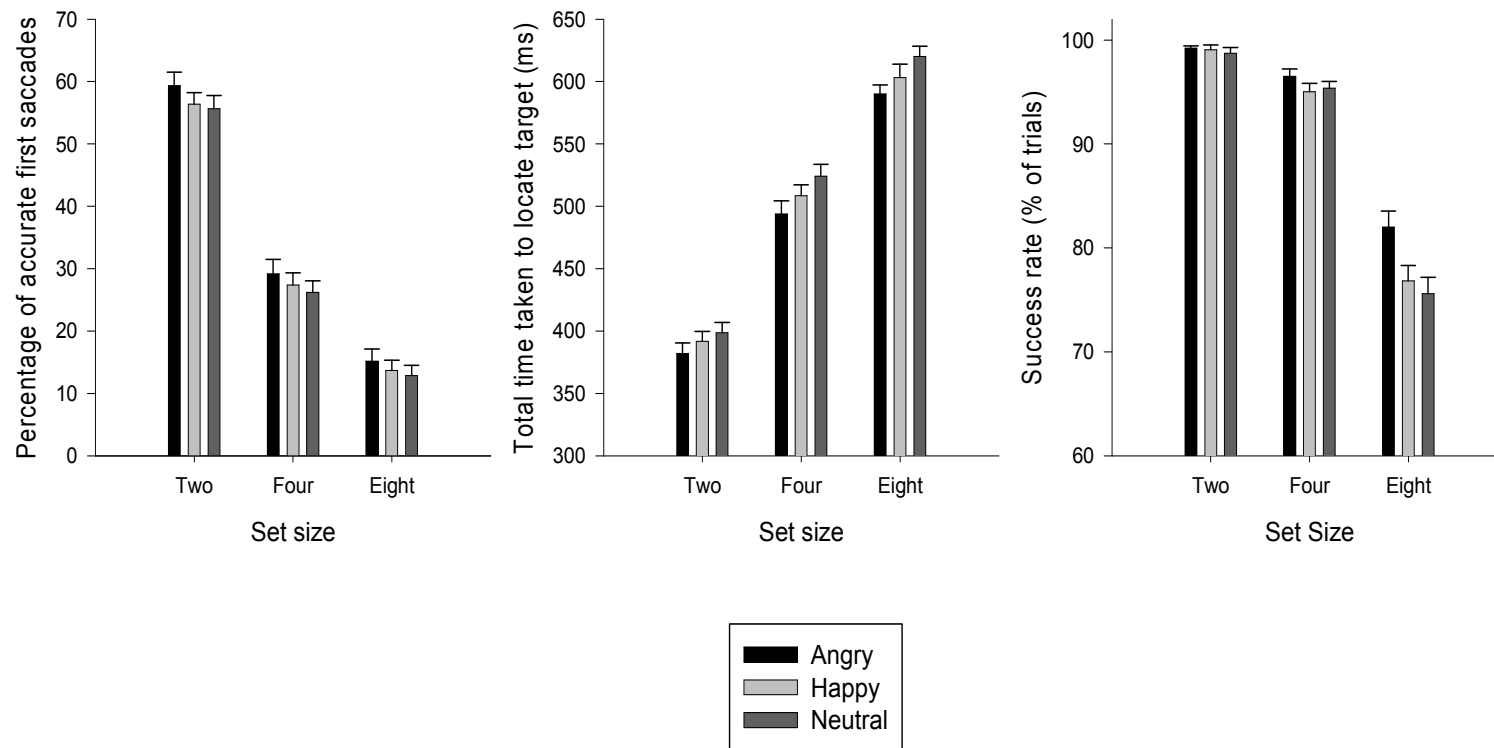 Percentage of accurate first saccades
70
60
50
40
30
20
10
0
Two Four Eight
Set size
Total time taken to locate target (ms)
650
600
550
500
450
400
350
300
Two Four Eight
Set size
Success rate (% of trials)
100
90
80
70
60
Two Four Eight
Set Size
Angry
Happy
Neutral